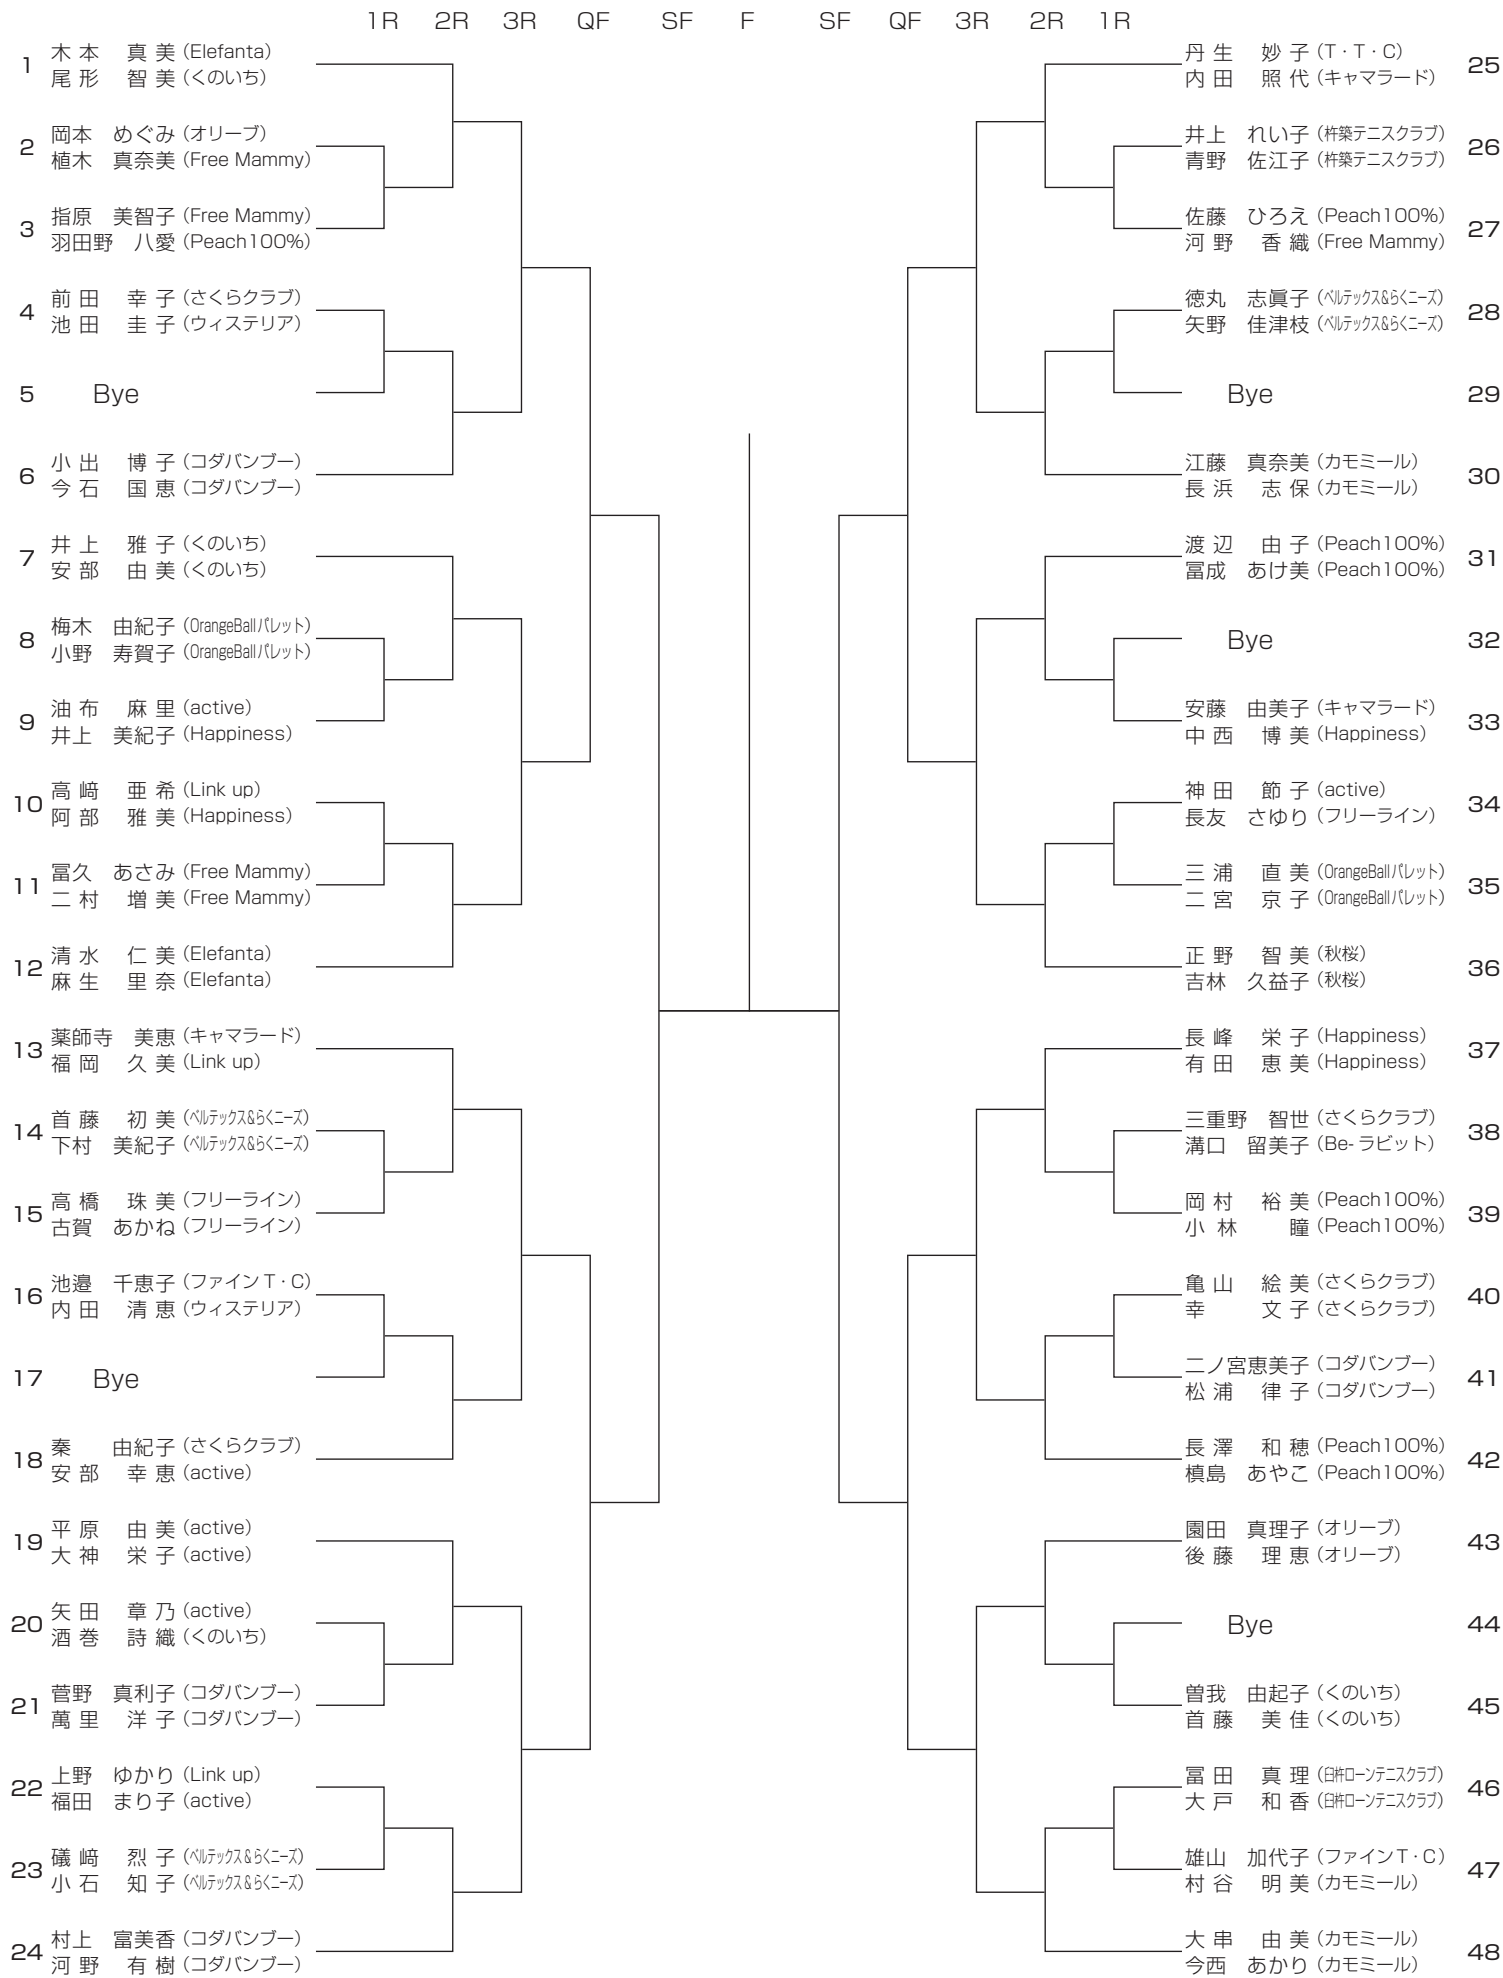 1R 2R 3R QF SF F SF QF 3R 2R 1R
1 木本 真美 (Elefanta)
尾形 智美 (くのいち)
2 岡本 めぐみ (オリーブ)
植木 真奈美 (Free Mammy)
3 指原 美智子 (Free Mammy)
羽田野 八愛 (Peach100%)
4 前田 幸子 (さくらクラブ)
池田 圭子 (ウィステリア)
5 Bye
6 小出 博子 (コダバンブー)
今石 国恵 (コダバンブー)
7 井上 雅子 (くのいち)
安部 由美 (くのいち)
8 梅木 由紀子 (OrangeBallパレット)
小野 寿賀子 (OrangeBallパレット)
9 油布 麻里 (active)
井上 美紀子 (Happiness)
10 高﨑 亜希 (Link up)
阿部 雅美 (Happiness)
11 冨久 あさみ (Free Mammy)
二村 増美 (Free Mammy)
12 清水 仁美 (Elefanta)
麻生 里奈 (Elefanta)
13 薬師寺 美恵 (キャマラード)
福岡 久美 (Link up)
14 首藤 初美 (ベルテックス&らくニーズ)
下村 美紀子 (ベルテックス&らくニーズ)
15 高橋 珠美 (フリーライン)
古賀 あかね (フリーライン)
16 池邉 千恵子 (ファインT・C)
内田 清恵 (ウィステリア)
17 Bye
18 秦 由紀子 (さくらクラブ)
安部 幸恵 (active)
19 平原 由美 (active)
大神 栄子 (active)
20 矢田 章乃 (active)
酒巻 詩織 (くのいち)
21 菅野 真利子 (コダバンブー)
萬里 洋子 (コダバンブー)
22 上野 ゆかり (Link up)
福田 まり子 (active)
23 礒﨑 烈子 (ベルテックス&らくニーズ)
小石 知子 (ベルテックス&らくニーズ)
24 村上 富美香 (コダバンブー)
河野 有樹 (コダバンブー)
丹生 妙子 (T・T・C) 25
内田 照代 (キャマラード)
井上 れい子 (杵築テニスクラブ) 26
青野 佐江子 (杵築テニスクラブ)
佐藤 ひろえ (Peach100%) 27
河野 香織 (Free Mammy)
徳丸 志眞子 (ベルテックス&らくニーズ) 28
矢野 佳津枝 (ベルテックス&らくニーズ)
Bye 29
江藤 真奈美 (カモミール) 30
長浜 志保 (カモミール)
渡辺 由子 (Peach100%) 31
冨成 あけ美 (Peach100%)
Bye 32
安藤 由美子 (キャマラード) 33
中西 博美 (Happiness)
神田 節子 (active) 34
長友 さゆり (フリーライン)
三浦 直美 (OrangeBallパレット) 35
二宮 京子 (OrangeBallパレット)
正野 智美 (秋桜) 36
吉林 久益子 (秋桜)
長峰 栄子 (Happiness) 37
有田 恵美 (Happiness)
三重野 智世 (さくらクラブ) 38
溝口 留美子 (Be-ラビット)
岡村 裕美 (Peach100%) 39
小林 瞳 (Peach100%)
亀山 絵美 (さくらクラブ) 40
幸 文子 (さくらクラブ)
二ノ宮恵美子 (コダバンブー) 41
松浦 律子 (コダバンブー)
長澤 和穂 (Peach100%) 42
槙島 あやこ (Peach100%)
園田 真理子 (オリーブ) 43
後藤 理恵 (オリーブ)
Bye 44
曽我 由起子 (くのいち) 45
首藤 美佳 (くのいち)
冨田 真理 (臼杵ローンテニスクラブ) 46
大戸 和香 (臼杵ローンテニスクラブ)
雄山 加代子 (ファインT・C) 47
村谷 明美 (カモミール)
大串 由美 (カモミール) 48
今西 あかり (カモミール)